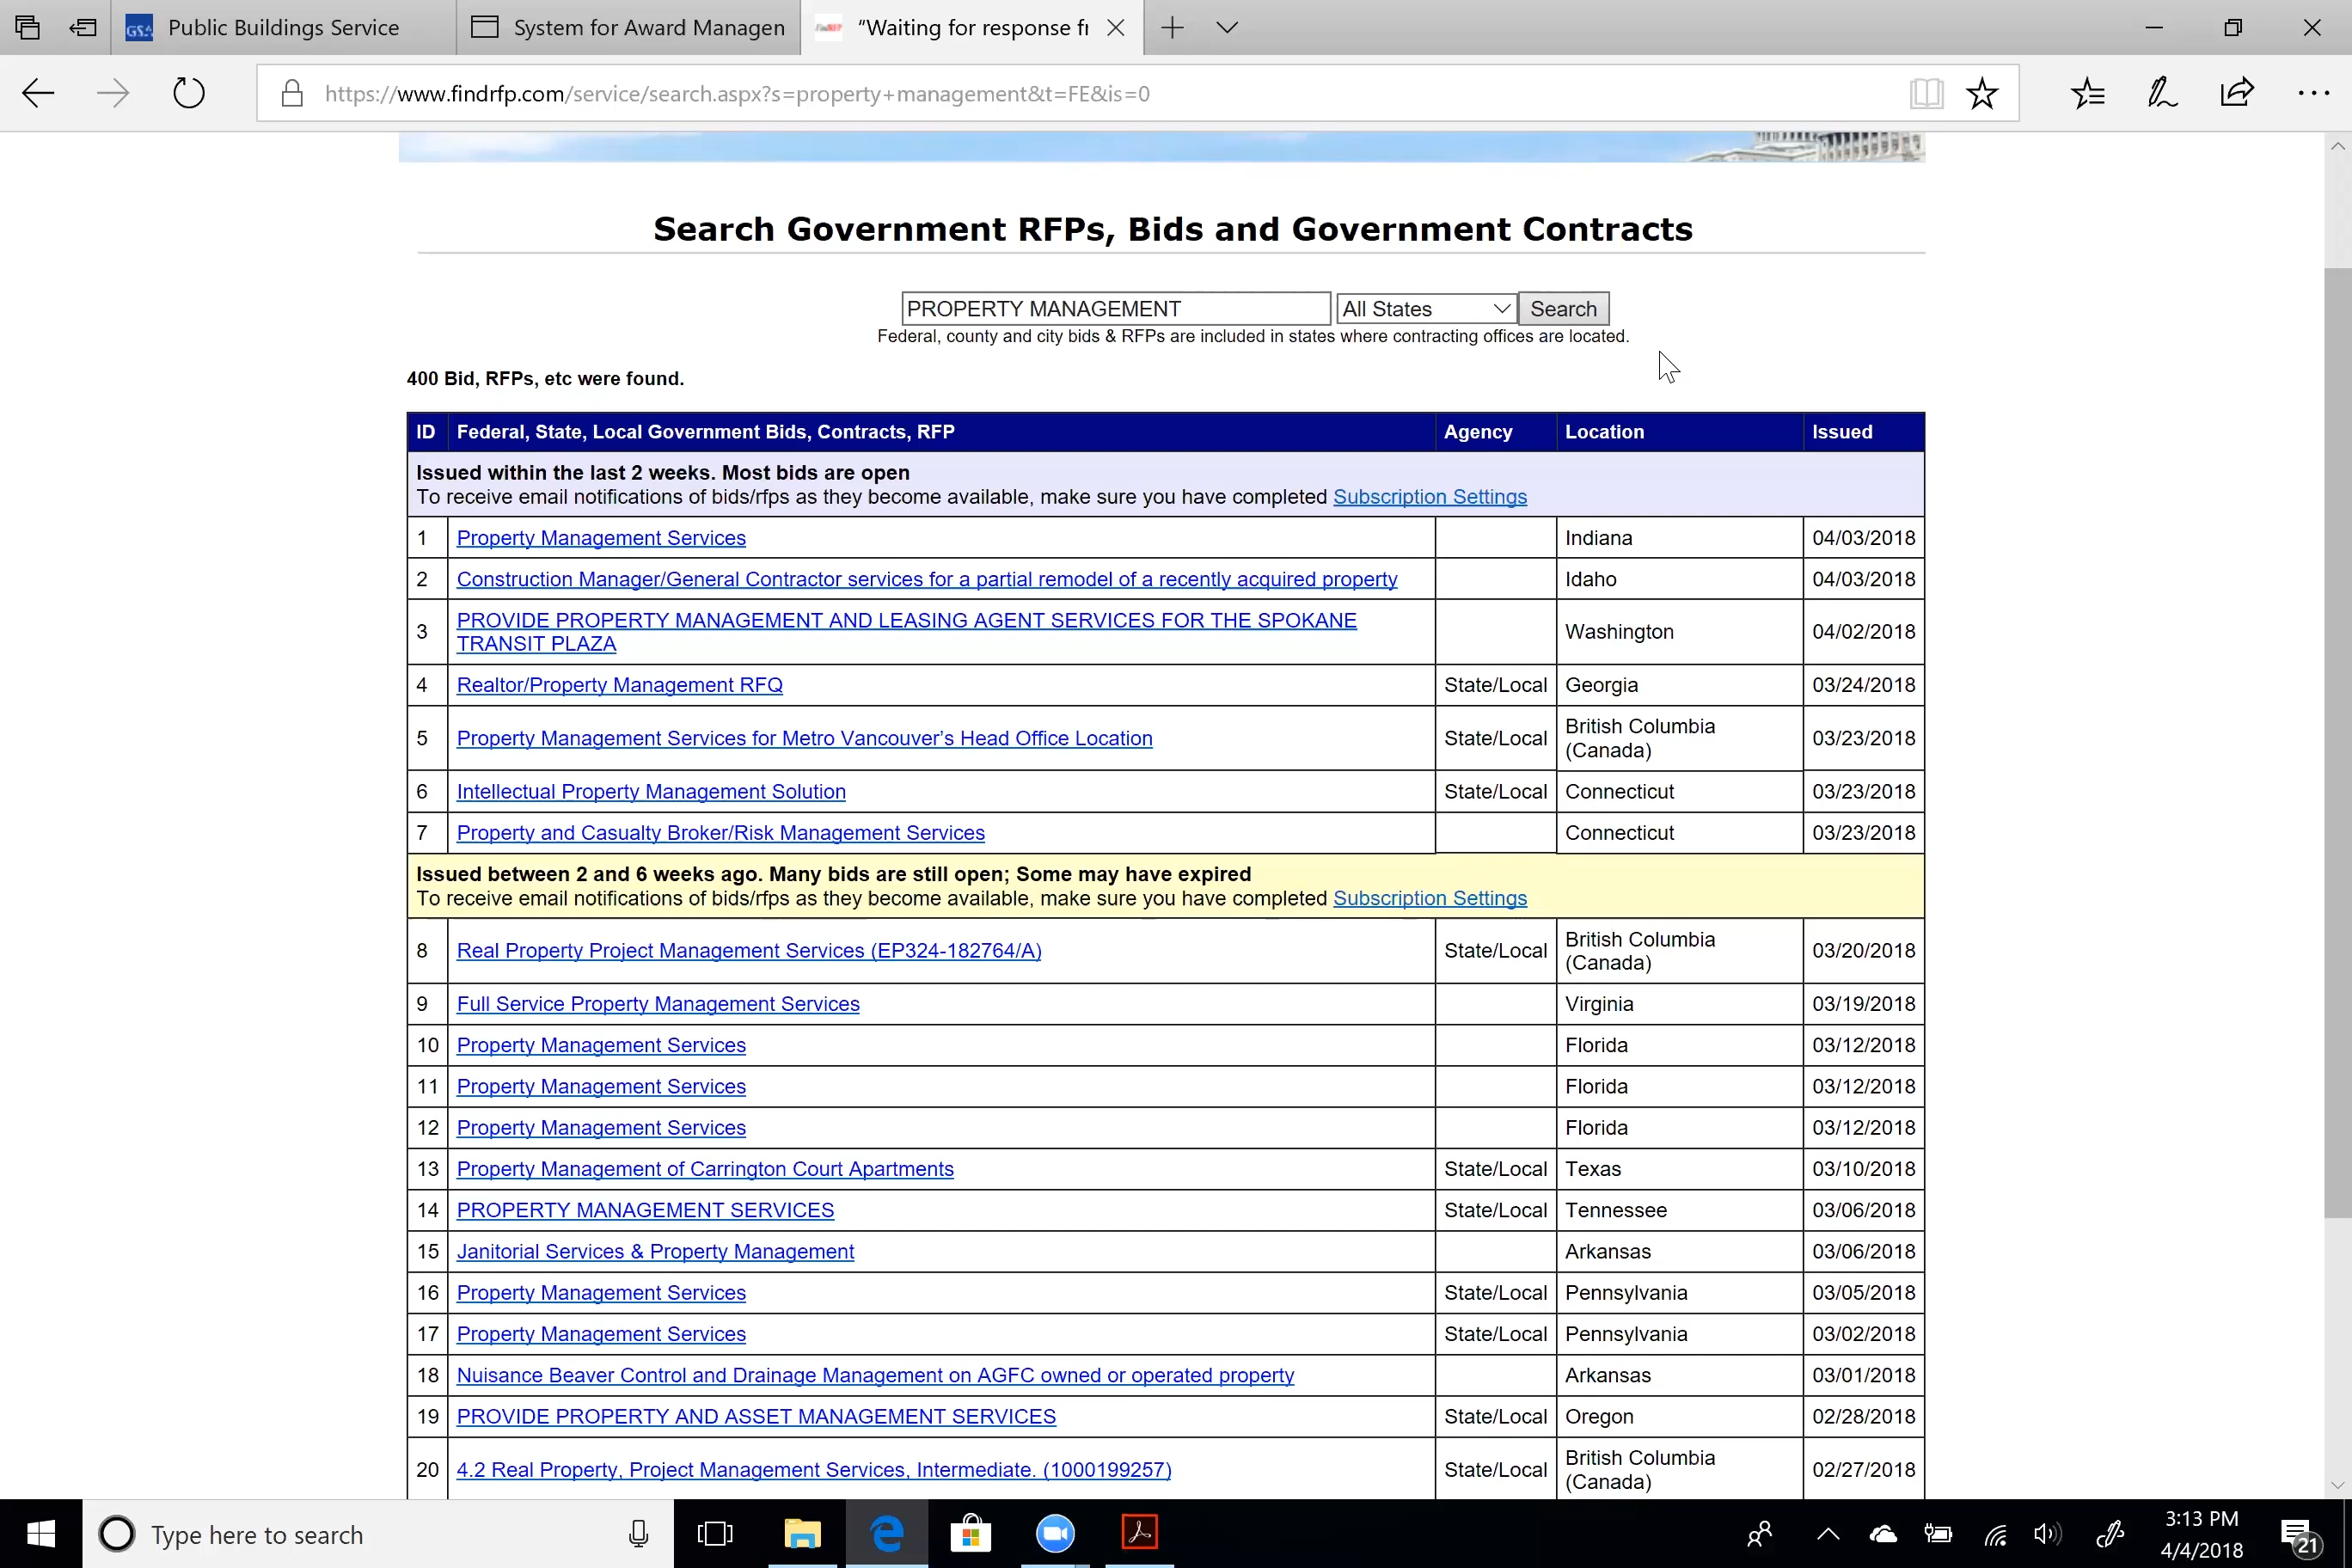 Public Buildings Service
System for Award Managen
“Waiting for response fr
https://www.findrfp.com/service/search.aspx?s=property+management&t=FE&is=0
Search Government RFPs, Bids and Government Contracts
PROPERTY MANAGEMENT All States Search
Federal, county and city bids & RFPs are included in states where contracting offices are located.
400 Bid, RFPs, etc were found.
ID Federal, State, Local Government Bids, Contracts, RFP Agency Location Issued
Issued within the last 2 weeks. Most bids are open
To receive email notifications of bids/rfps as they become available, make sure you have completed Subscription Settings
1 Property Management Services Indiana 04/03/2018
2 Construction Manager/General Contractor services for a partial remodel of a recently acquired property Idaho 04/03/2018
3 PROVIDE PROPERTY MANAGEMENT AND LEASING AGENT SERVICES FOR THE SPOKANE
TRANSIT PLAZA Washington 04/02/2018
4 Realtor/Property Management RFQ State/Local Georgia 03/24/2018
5 Property Management Services for Metro Vancouver’s Head Office Location State/Local British Columbia
(Canada) 03/23/2018
6 Intellectual Property Management Solution State/Local Connecticut 03/23/2018
7 Property and Casualty Broker/Risk Management Services Connecticut 03/23/2018
Issued between 2 and 6 weeks ago. Many bids are still open; Some may have expired
To receive email notifications of bids/rfps as they become available, make sure you have completed Subscription Settings
8 Real Property Project Management Services (EP324-182764/A) State/Local British Columbia
(Canada) 03/20/2018
9 Full Service Property Management Services Virginia 03/19/2018
10 Property Management Services Florida 03/12/2018
11 Property Management Services Florida 03/12/2018
12 Property Management Services Florida 03/12/2018
13 Property Management of Carrington Court Apartments State/Local Texas 03/10/2018
14 PROPERTY MANAGEMENT SERVICES State/Local Tennessee 03/06/2018
15 Janitorial Services & Property Management Arkansas 03/06/2018
16 Property Management Services State/Local Pennsylvania 03/05/2018
17 Property Management Services State/Local Pennsylvania 03/02/2018
18 Nuisance Beaver Control and Drainage Management on AGFC owned or operated property Arkansas 03/01/2018
19 PROVIDE PROPERTY AND ASSET MANAGEMENT SERVICES State/Local Oregon 02/28/2018
20 4.2 Real Property, Project Management Services, Intermediate. (1000199257) State/Local British Columbia
(Canada) 02/27/2018
Type here to search
3:13 PM
4/4/2018
21
GSA